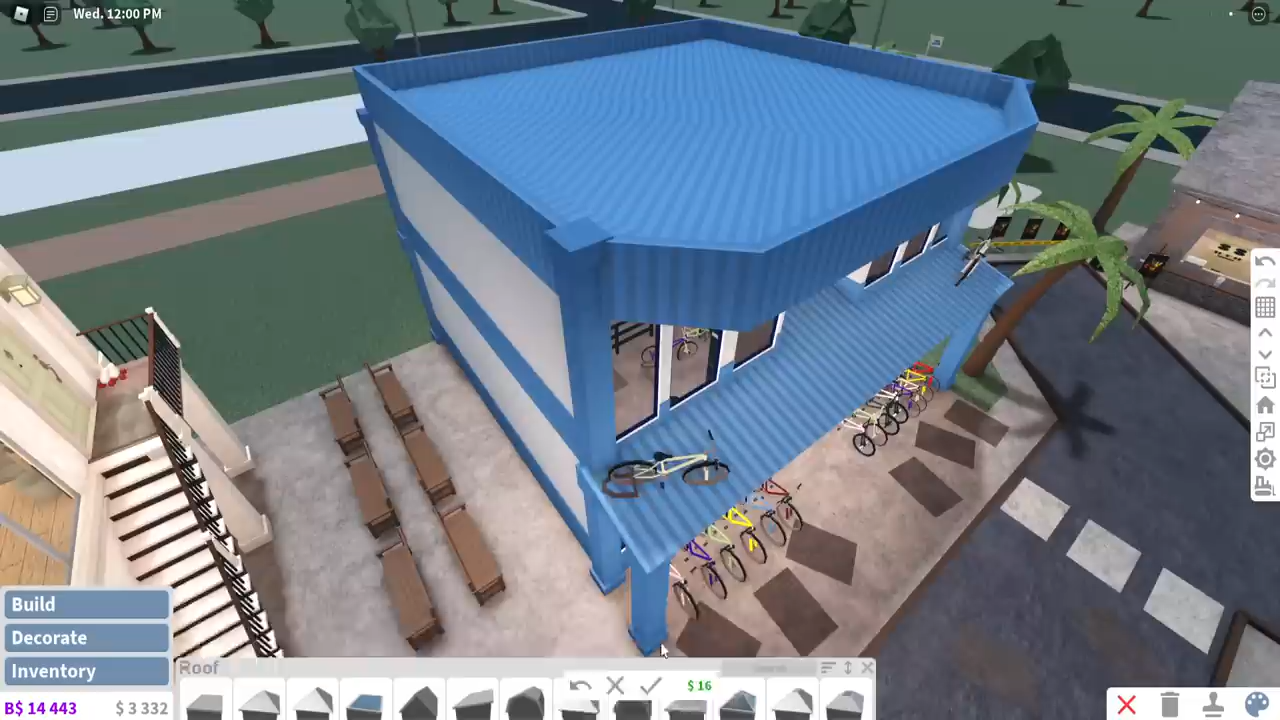 Wed. 12:00 PM
Build
Decorate
Inventory
B$ 14 443 $ 3 332
Roof
$ 16